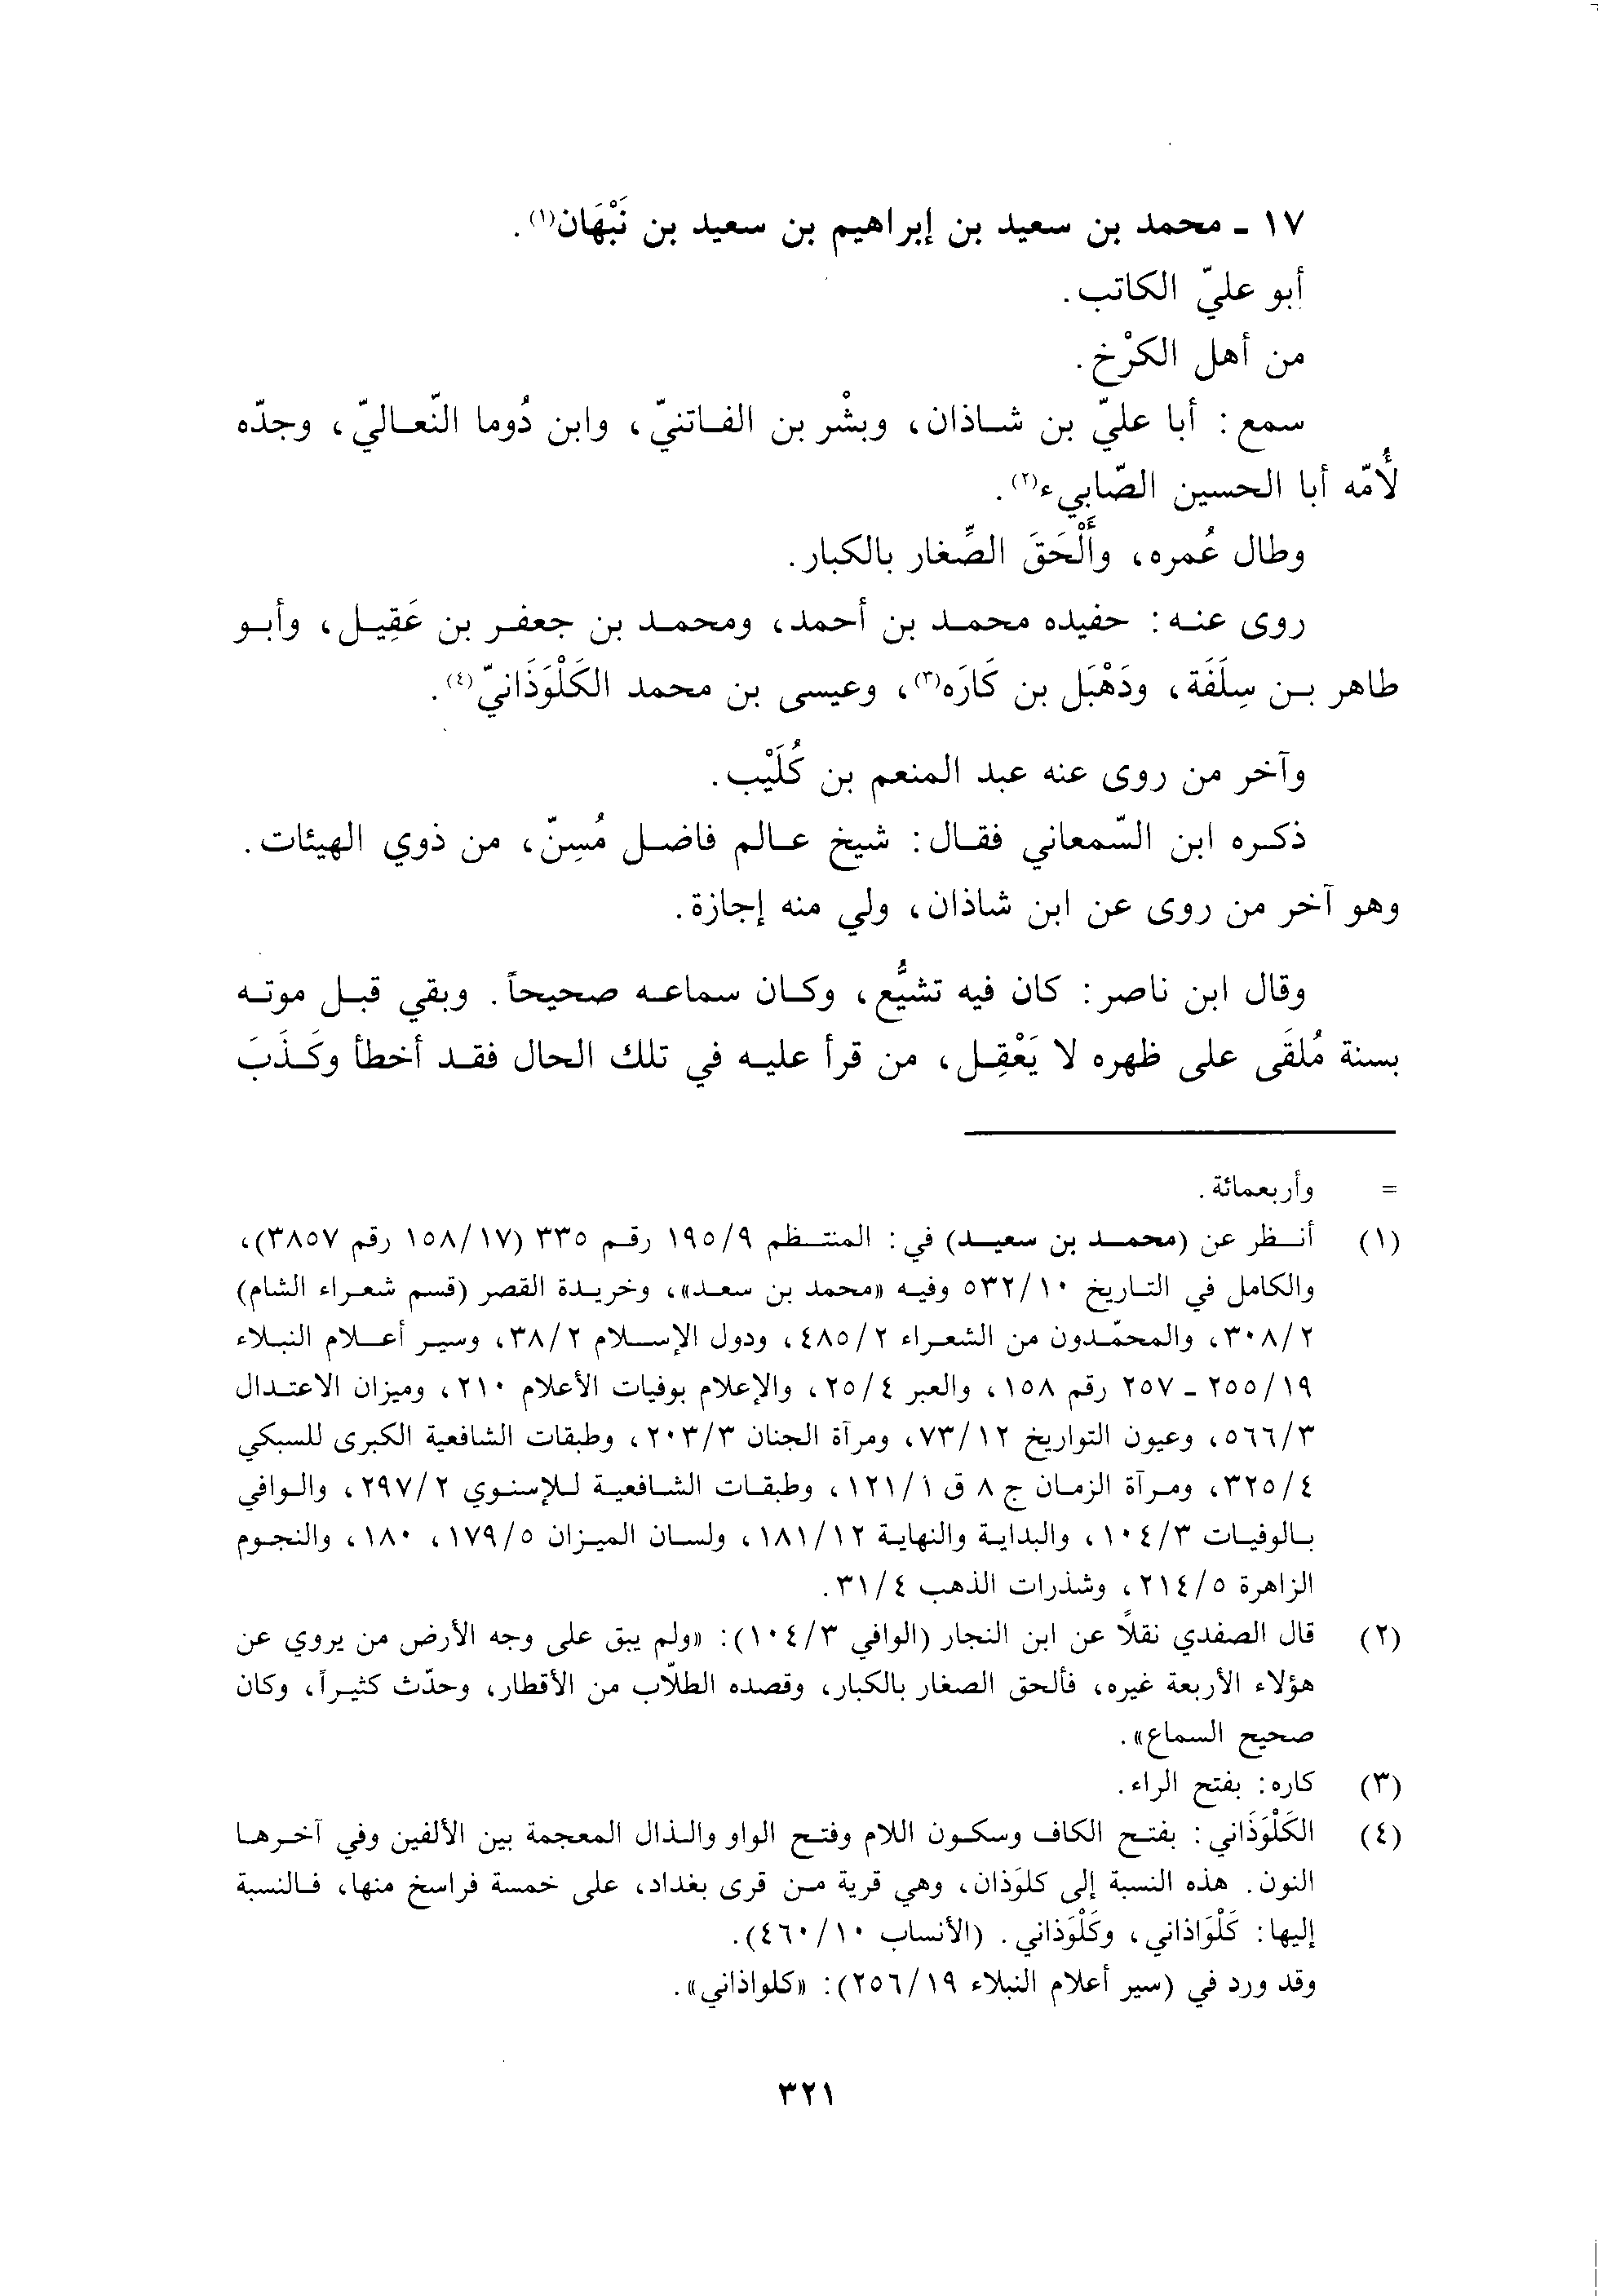 ١٧ ـ محمد بن سعيد بن إبراهيم بن سعيد بن نَبْهَان(١).
أبو عليّ الكاتب.
من أهل الكرْخ.
سمع: أبا عليّ بن شاذان، وبشْر بن الفاتنيّ، وابن دُوما النّعاليّ، وجدّه
لأُمّه أبا الحسين الصّابيء(٢).
وطال عُمره، وأَلْحَقَ الصِّغار بالكبار.
روى عنه: حفيده محمد بن أحمد، ومحمد بن جعفر بن عَقِيل، وأبو
طاهر بن سِلَفَة، ودَهْبَل بن كَارَه(٣)، وعيسى بن محمد الكَلْوَذَانيّ(٤).
وآخر من روى عنه عبد المنعم بن كُلَيْب.
ذكره ابن السّمعاني فقال: شيخ عالم فاضل مُسِنّ، من ذوي الهيئات.
وهو آخر من روى عن ابن شاذان، ولي منه إجازة.
وقال ابن ناصر: كان فيه تشيُّع، وكان سماعه صحيحاً. وبقي قبل موته
بسنة مُلقَى على ظهره لا يَعْقِل، من قرأ عليه في تلك الحال فقد أخطأ وكَذَبَ
= وأربعمائة.
(١) أنظر عن (محمد بن سعيد) في: المنتظم ١٩٥/٩ رقم ٣٣٥ (١٥٨/١٧ رقم ٣٨٥٧)،
والكامل في التاريخ ٥٣٢/١٠ وفيه «محمد بن سعد»، وخريدة القصر (قسم شعراء الشام)
٣٠٨/٢، والمحمّدون من الشعراء ٤٨٥/٢، ودول الإسلام ٣٨/٢، وسير أعلام النبلاء
٢٥٥/١٩ ـ ٢٥٧ رقم ١٥٨، والعبر ٢٥/٤، والإعلام بوفيات الأعلام ٢١٠، وميزان الاعتدال
٥٦٦/٣، وعيون التواريخ ٧٣/١٢، ومرآة الجنان ٢٠٣/٣، وطبقات الشافعية الكبرى للسبكي
٣٢٥/٤، ومرآة الزمان ج ٨ ق ١٢١/١، وطبقات الشافعية للإسنوي ٢٩٧/٢، والوافي
بالوفيات ١٠٤/٣، والبداية والنهاية ١٨١/١٢، ولسان الميزان ١٧٩/٥، ١٨٠، والنجوم
الزاهرة ٢١٤/٥، وشذرات الذهب ٣١/٤.
(٢) قال الصفدي نقلاً عن ابن النجار (الوافي ١٠٤/٣): «ولم يبق على وجه الأرض من يروي عن
هؤلاء الأربعة غيره، فألحق الصغار بالكبار، وقصده الطلّاب من الأقطار، وحدّث كثيراً، وكان
صحيح السماع».
(٣) كاره: بفتح الراء.
(٤) الكَلْوَذَاني: بفتح الكاف وسكون اللام وفتح الواو والذال المعجمة بين الألفين وفي آخرها
النون. هذه النسبة إلى كلوَذان، وهي قرية من قرى بغداد، على خمسة فراسخ منها، فالنسبة
إليها: كَلْوَاذاني، وكَلْوَذاني. (الأنساب ٤٦٠/١٠).
وقد ورد في (سير أعلام النبلاء ٢٥٦/١٩): «كلواذاني».
٣٢١